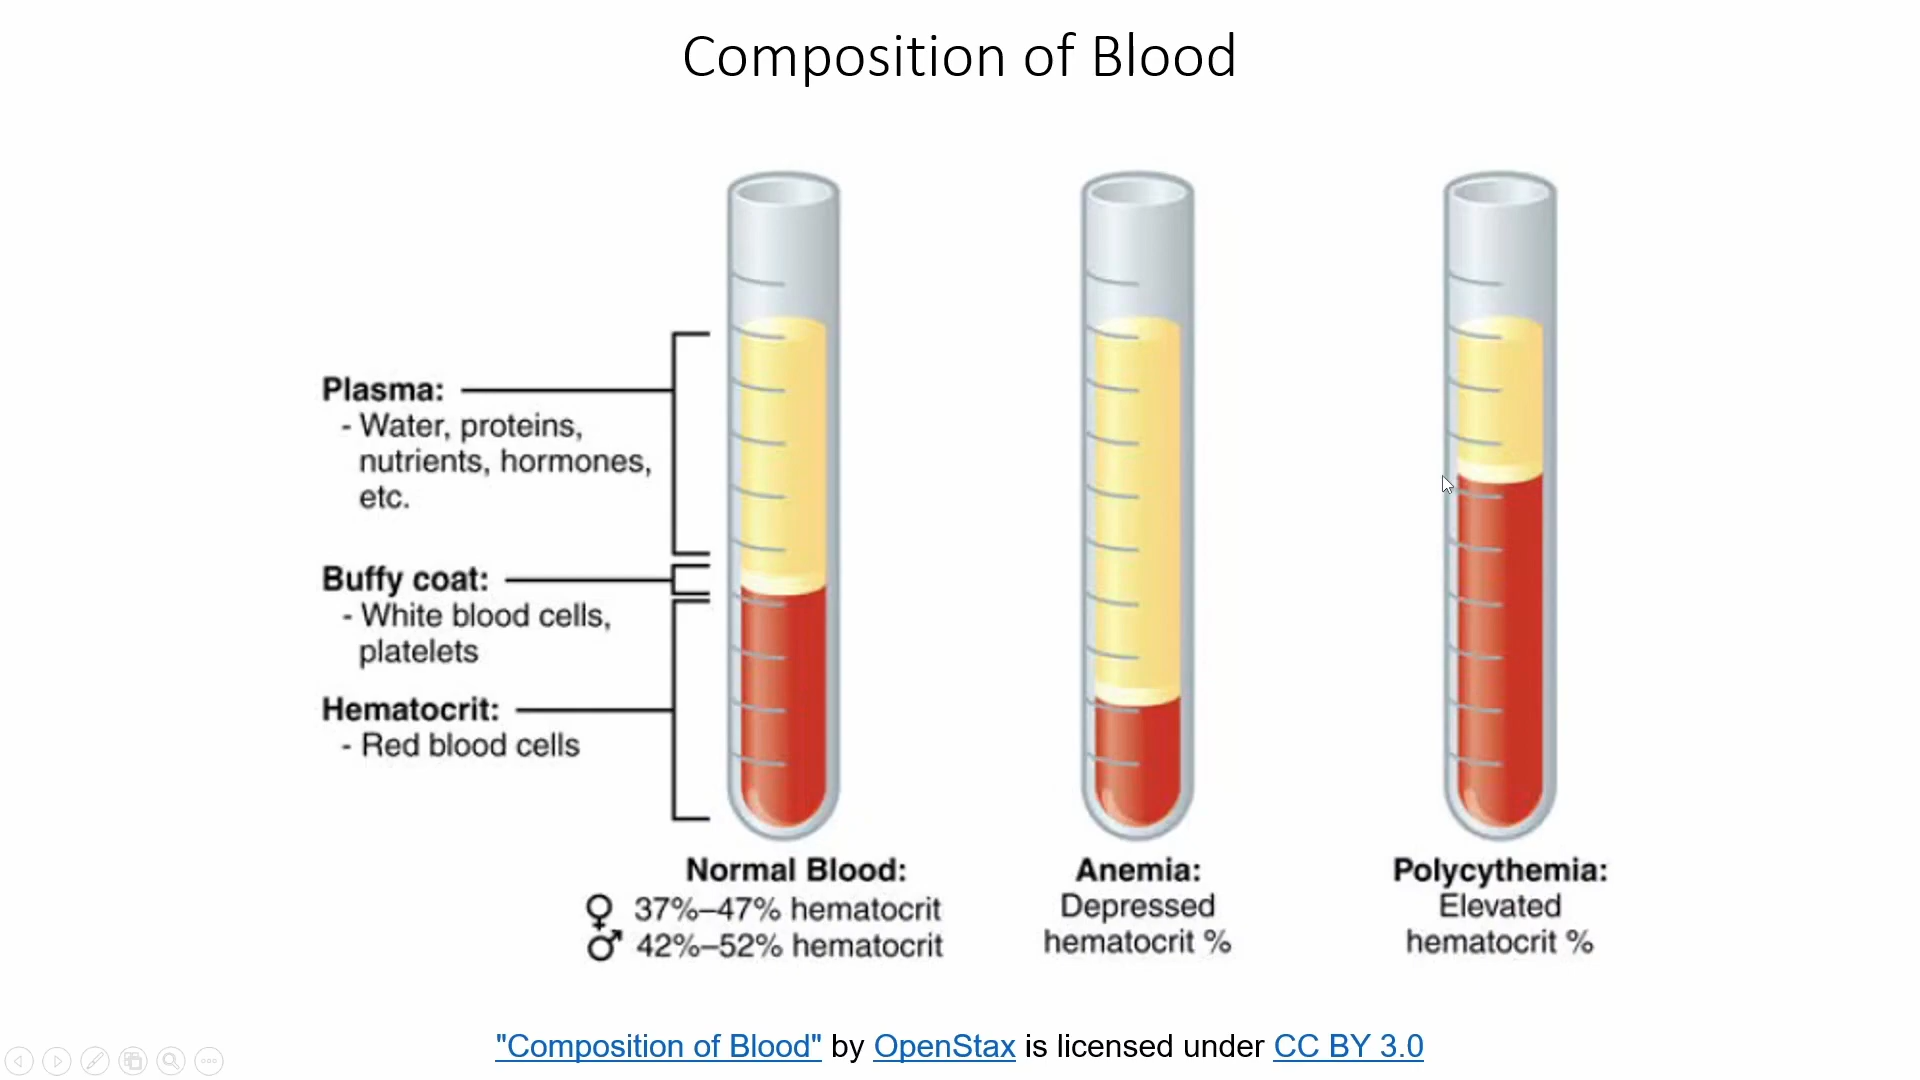 Composition of Blood
Plasma:
- Water, proteins,
nutrients, hormones,
etc.
Buffy coat:
- White blood cells,
platelets
Hematocrit:
- Red blood cells
Normal Blood:
♀ 37%–47% hematocrit
♂ 42%–52% hematocrit
Anemia:
Depressed
hematocrit %
Polycythemia:
Elevated
hematocrit %
"Composition of Blood" by OpenStax is licensed under CC BY 3.0